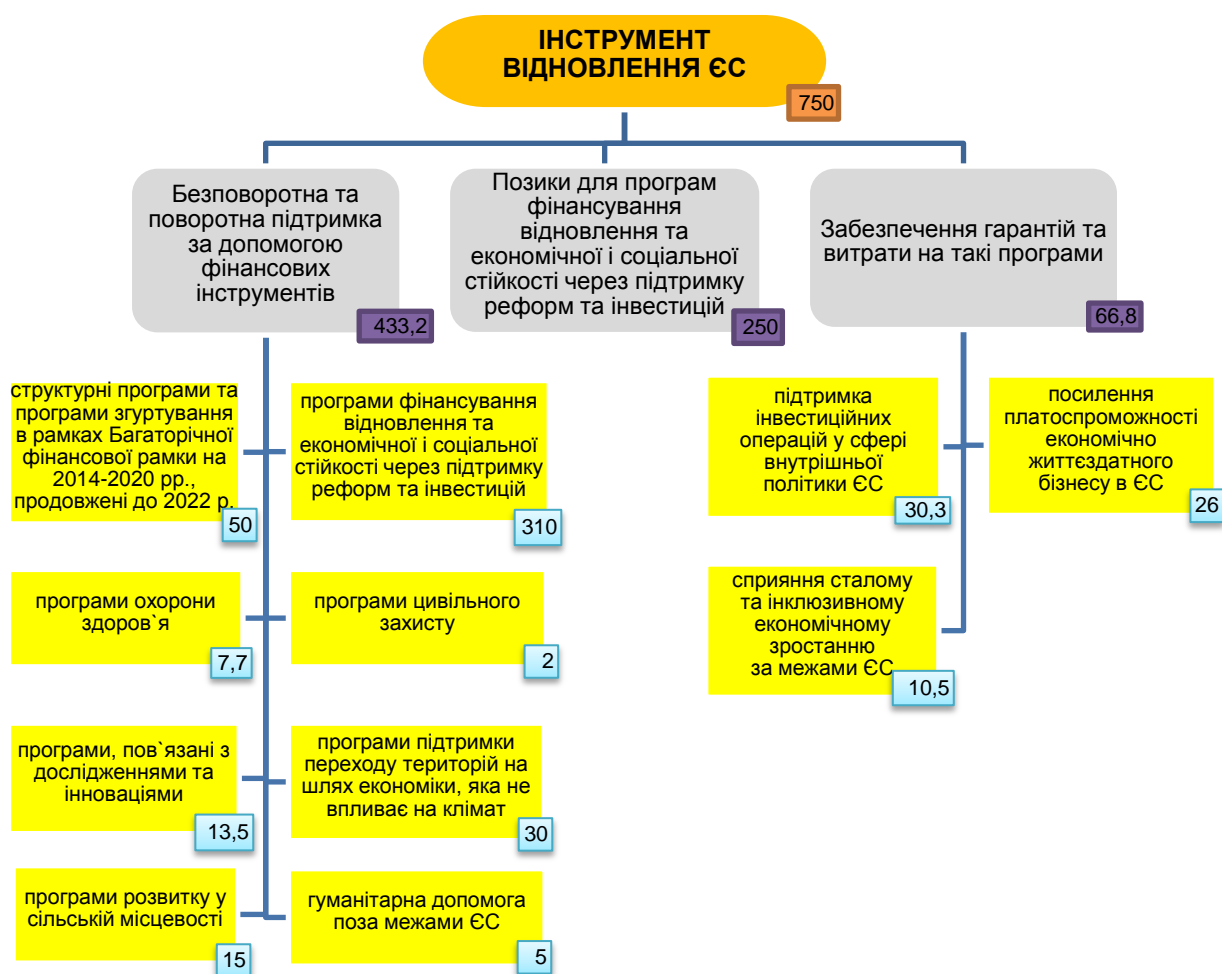 ІНСТРУМЕНТ
ВІДНОВЛЕННЯ ЄС
750
Безповоротна та
поворотна підтримка
за допомогою
фінансових
інструментів
433,2
Позики для програм
фінансування
відновлення та
економічної і соціальної
стійкості через підтримку
реформ та інвестицій
250
Забезпечення гарантій та
витрати на такі програми
66,8
структурні програми та
програми згуртування
в рамках Багаторічної
фінансової рамки на
2014-2020 рр.,
продовжені до 2022 р.
50
програми фінансування
відновлення та
економічної і соціальної
стійкості через підтримку
реформ та інвестицій
310
підтримка
інвестиційних
операцій у сфері
внутрішньої
політики ЄС
30,3
посилення
платоспроможності
економічно
життєздатного
бізнесу в ЄС
26
програми охорони
здоров`я
7,7
програми цивільного
захисту
2
сприяння сталому
та інклюзивному
економічному
зростанню
за межами ЄС
10,5
програми, пов`язані з
дослідженнями та
інноваціями
13,5
програми підтримки
переходу територій на
шлях економіки, яка не
впливає на клімат
30
програми розвитку у
сільській місцевості
15
гуманітарна допомога
поза межами ЄС
5